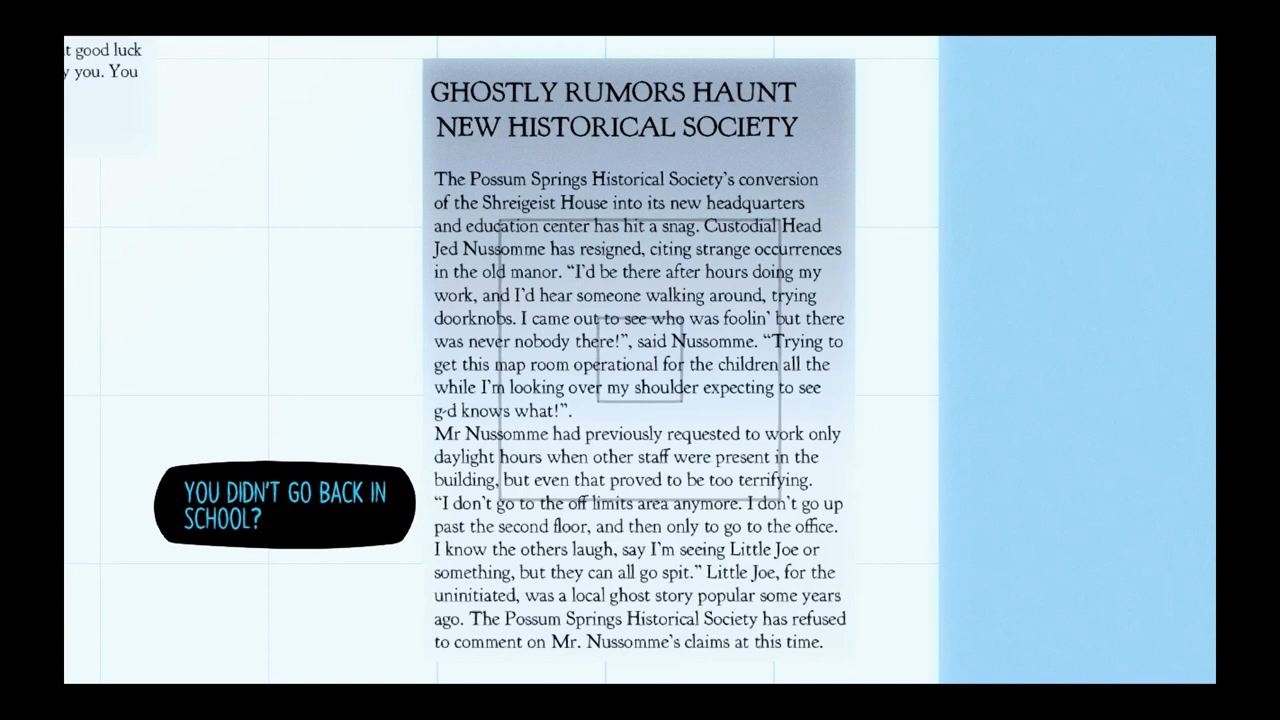 t good luck
y you. You
GHOSTLY RUMORS HAUNT
NEW HISTORICAL SOCIETY
The Possum Springs Historical Society's conversion
of the Shreigeist House into its new headquarters
and education center has hit a snag. Custodial Head
Jed Nussomme has resigned, citing strange occurrences
in the old manor. “I'd be there after hours doing my
work, and I'd hear someone walking around, trying
doorknobs. I came out to see who was foolin' but there
was never nobody there!”, said Nussomme. “Trying to
get this map room operational for the children all the
while I'm looking over my shoulder expecting to see
g-d knows what!”.
Mr Nussomme had previously requested to work only
daylight hours when other staff were present in the
building, but even that proved to be too terrifying.
“I don't go to the off limits area anymore. I don't go up
past the second floor, and then only to go to the office.
I know the others laugh, say I'm seeing Little Joe or
something, but they can all go spit.” Little Joe, for the
uninitiated, was a local ghost story popular some years
ago. The Possum Springs Historical Society has refused
to comment on Mr. Nussomme's claims at this time.
YOU DIDN'T GO BACK IN
SCHOOL?